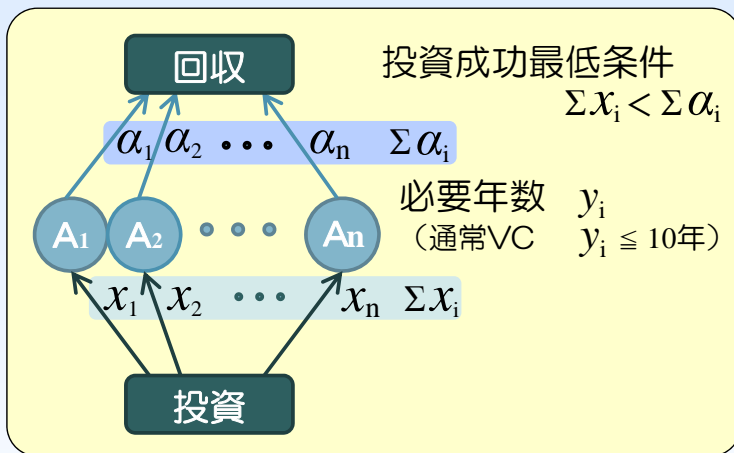 回収
投資成功最低条件
Σxᵢ < Σαᵢ
α₁ α₂ ••• αₙ Σαᵢ
必要年数 yᵢ
（通常VC yᵢ ≦ 10年）
A₁ A₂ ••• Aₙ
x₁ x₂ ••• xₙ Σxᵢ
投資